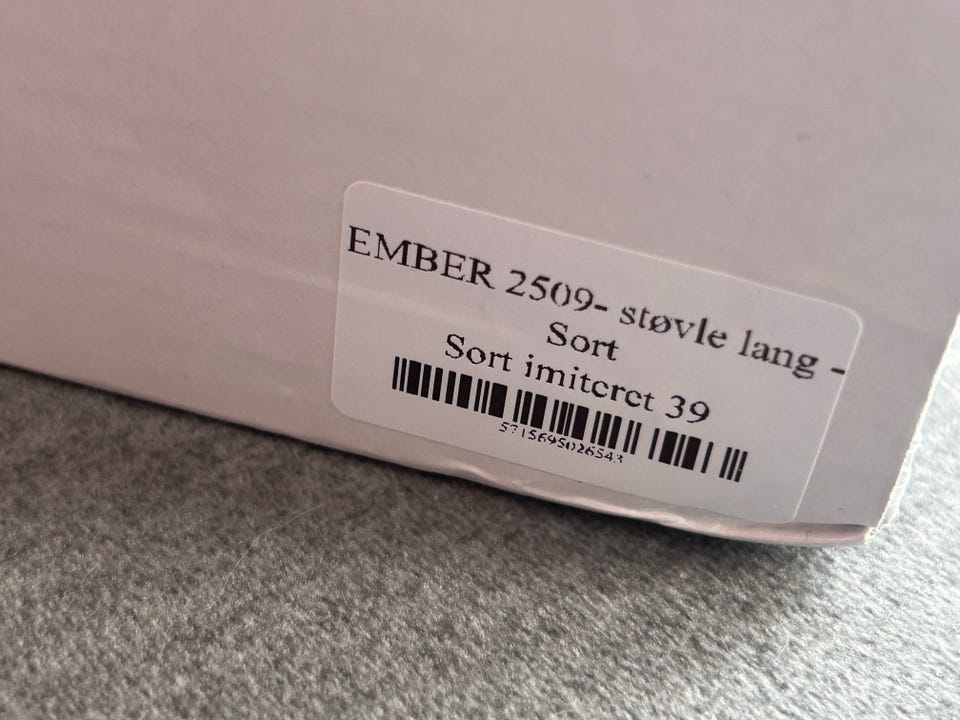 EMBER 2509- støvle lang -
Sort
Sort imiteret 39
5715695026543